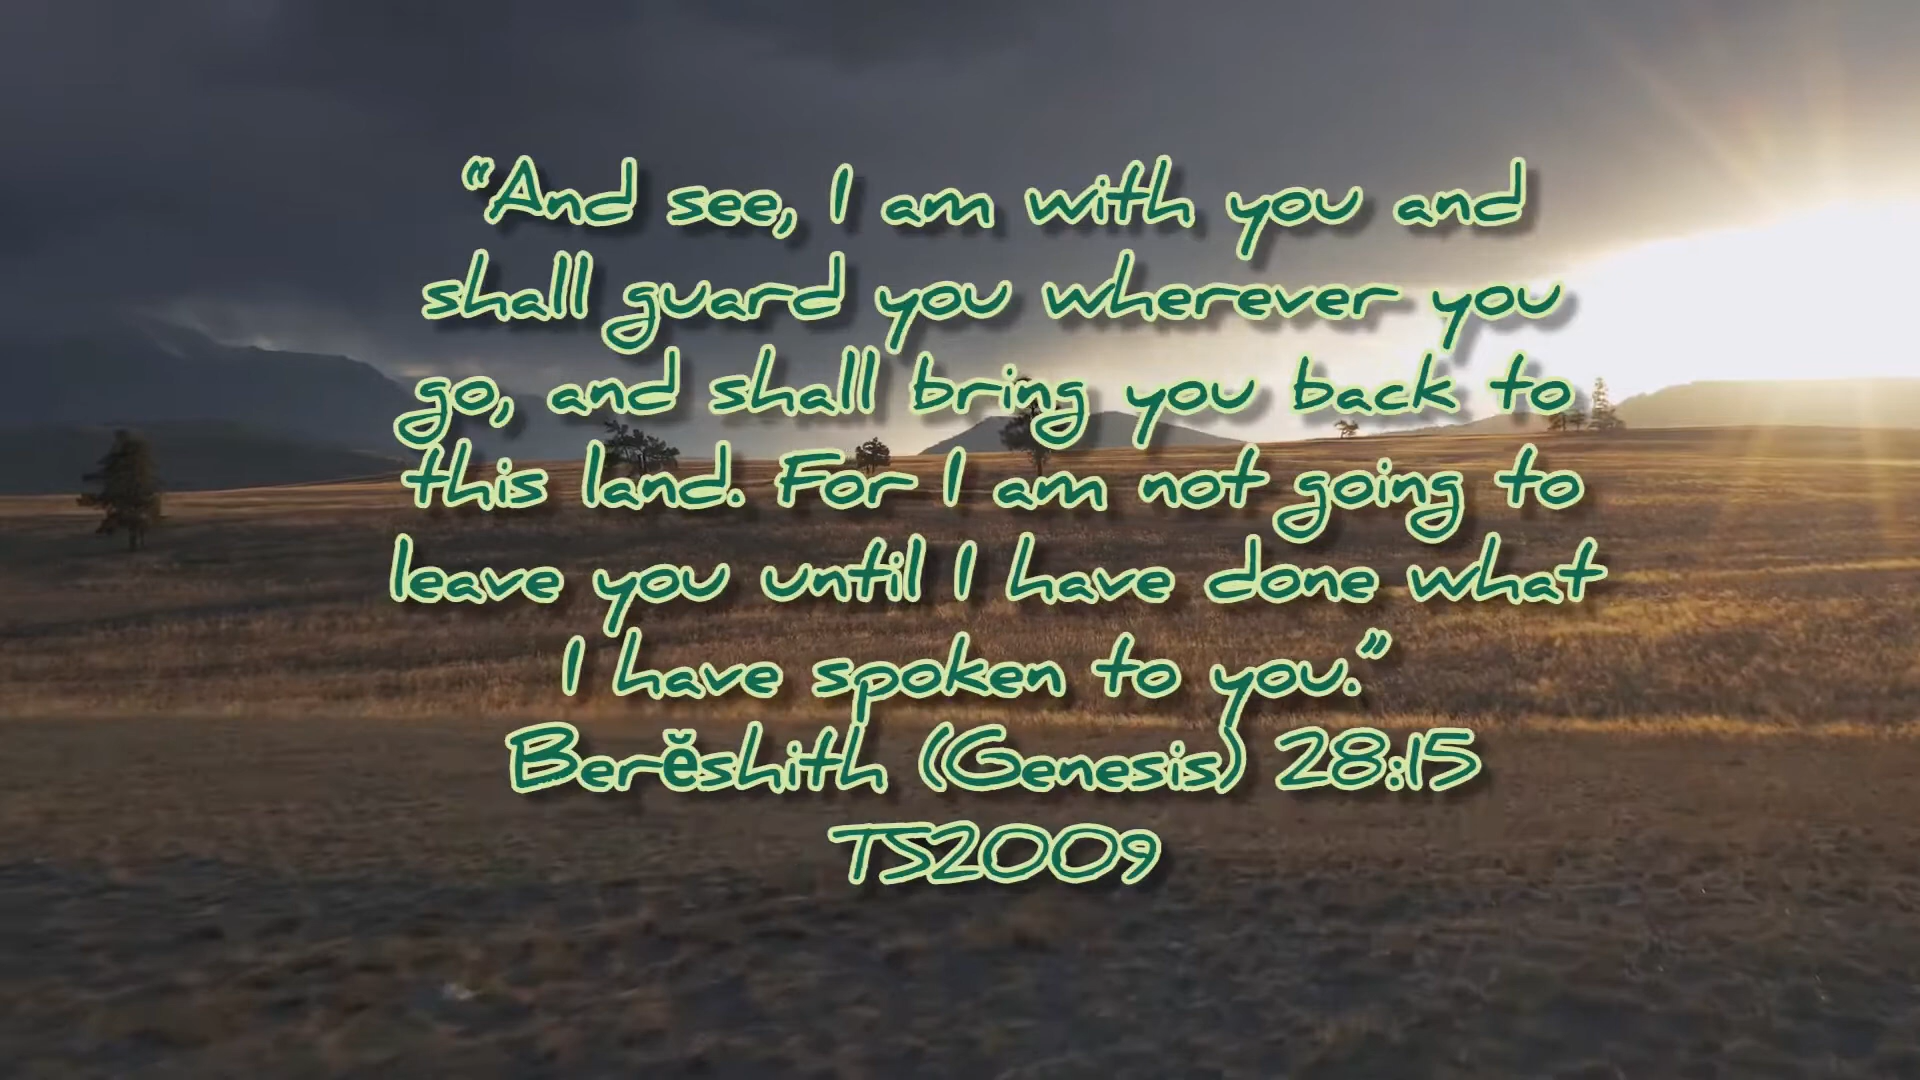 “And see, I am with you and
shall guard you wherever you
go, and shall bring you back to
this land. For I am not going to
leave you until I have done what
I have spoken to you.”
Berĕshith (Genesis) 28:15
TS2009